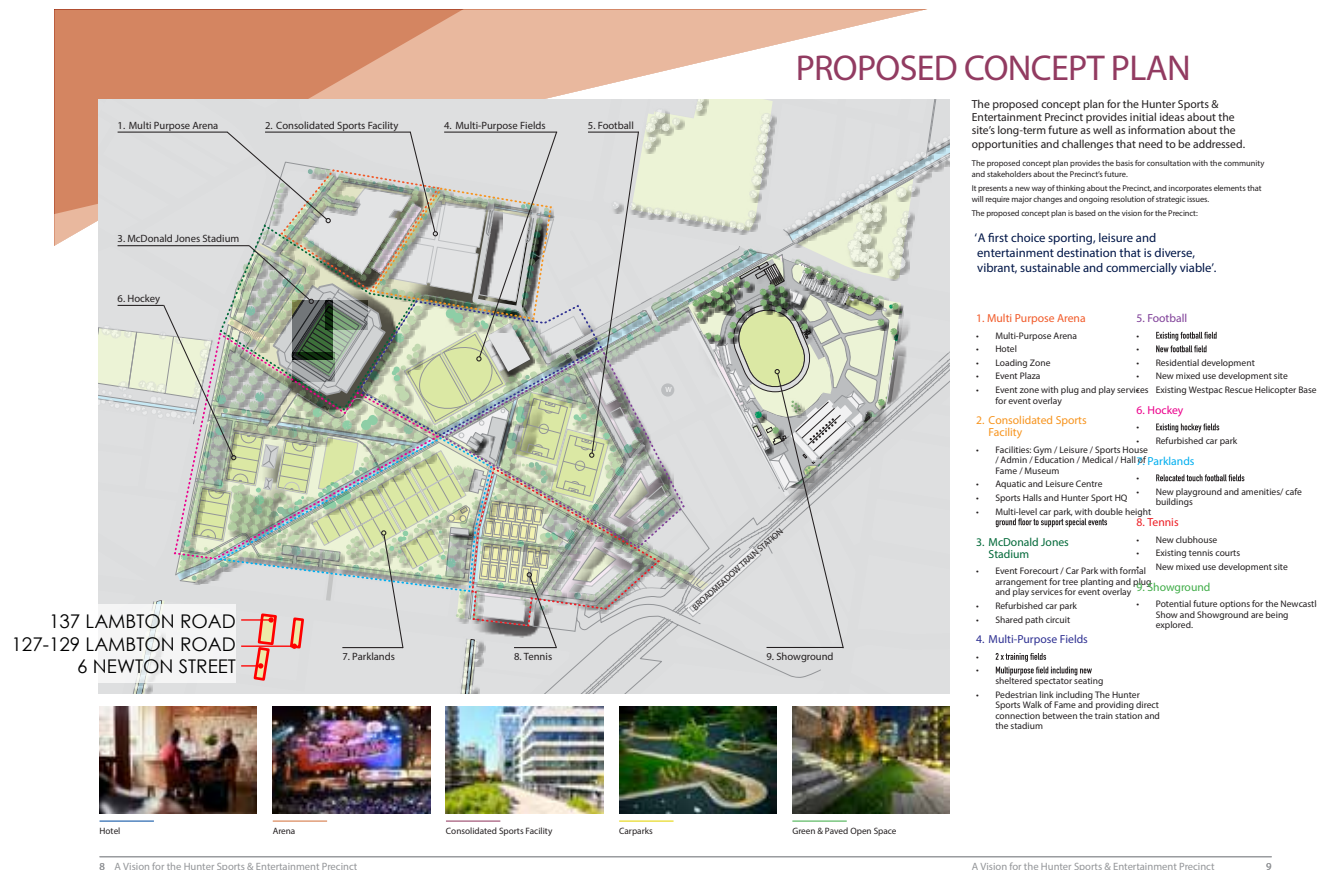 PROPOSED CONCEPT PLAN
1. Multi Purpose Arena
2. Consolidated Sports Facility
4. Multi-Purpose Fields
5. Football
3. McDonald Jones Stadium
6. Hockey
W
BROADMEADOW TRAIN STATION
137 LAMBTON ROAD
127-129 LAMBTON ROAD
6 NEWTON STREET
7. Parklands
8. Tennis
9. Showground
The proposed concept plan for the Hunter Sports &
Entertainment Precinct provides initial ideas about the
site's long-term future as well as information about the
opportunities and challenges that need to be addressed.
The proposed concept plan provides the basis for consultation with the community
and stakeholders about the Precinct's future.
It presents a new way of thinking about the Precinct, and incorporates elements that
will require major changes and ongoing resolution of strategic issues.
The proposed concept plan is based on the vision for the Precinct:
'A first choice sporting, leisure and
entertainment destination that is diverse,
vibrant, sustainable and commercially viable'.
1. Multi Purpose Arena
• Multi-Purpose Arena
• Hotel
• Loading Zone
• Event Plaza
• Event zone with plug and play services
for event overlay
2. Consolidated Sports
Facility
• Facilities: Gym / Leisure / Sports House
/ Admin / Education / Medical / Hall of
Fame / Museum
• Aquatic and Leisure Centre
• Sports Halls and Hunter Sport HQ
• Multi-level car park, with double height
ground floor to support special events
3. McDonald Jones
Stadium
• Event Forecourt / Car Park with formal
arrangement for tree planting and plug
and play services for event overlay
• Refurbished car park
• Shared path circuit
4. Multi-Purpose Fields
• 2 x training fields
• Multipurpose field including new
sheltered spectator seating
• Pedestrian link including The Hunter
Sports Walk of Fame and providing direct
connection between the train station and
the stadium
5. Football
• Existing football field
• New football field
• Residential development
• New mixed use development site
• Existing Westpac Rescue Helicopter Base
6. Hockey
• Existing hockey fields
• Refurbished car park
7. Parklands
• Relocated touch football fields
• New playground and amenities/ cafe
buildings
8. Tennis
• New clubhouse
• Existing tennis courts
• New mixed use development site
9. Showground
• Potential future options for the Newcastl
Show and Showground are being
explored.
Hotel
Arena
Consolidated Sports Facility
Carparks
Green & Paved Open Space
8 A Vision for the Hunter Sports & Entertainment Precinct
A Vision for the Hunter Sports & Entertainment Precinct 9